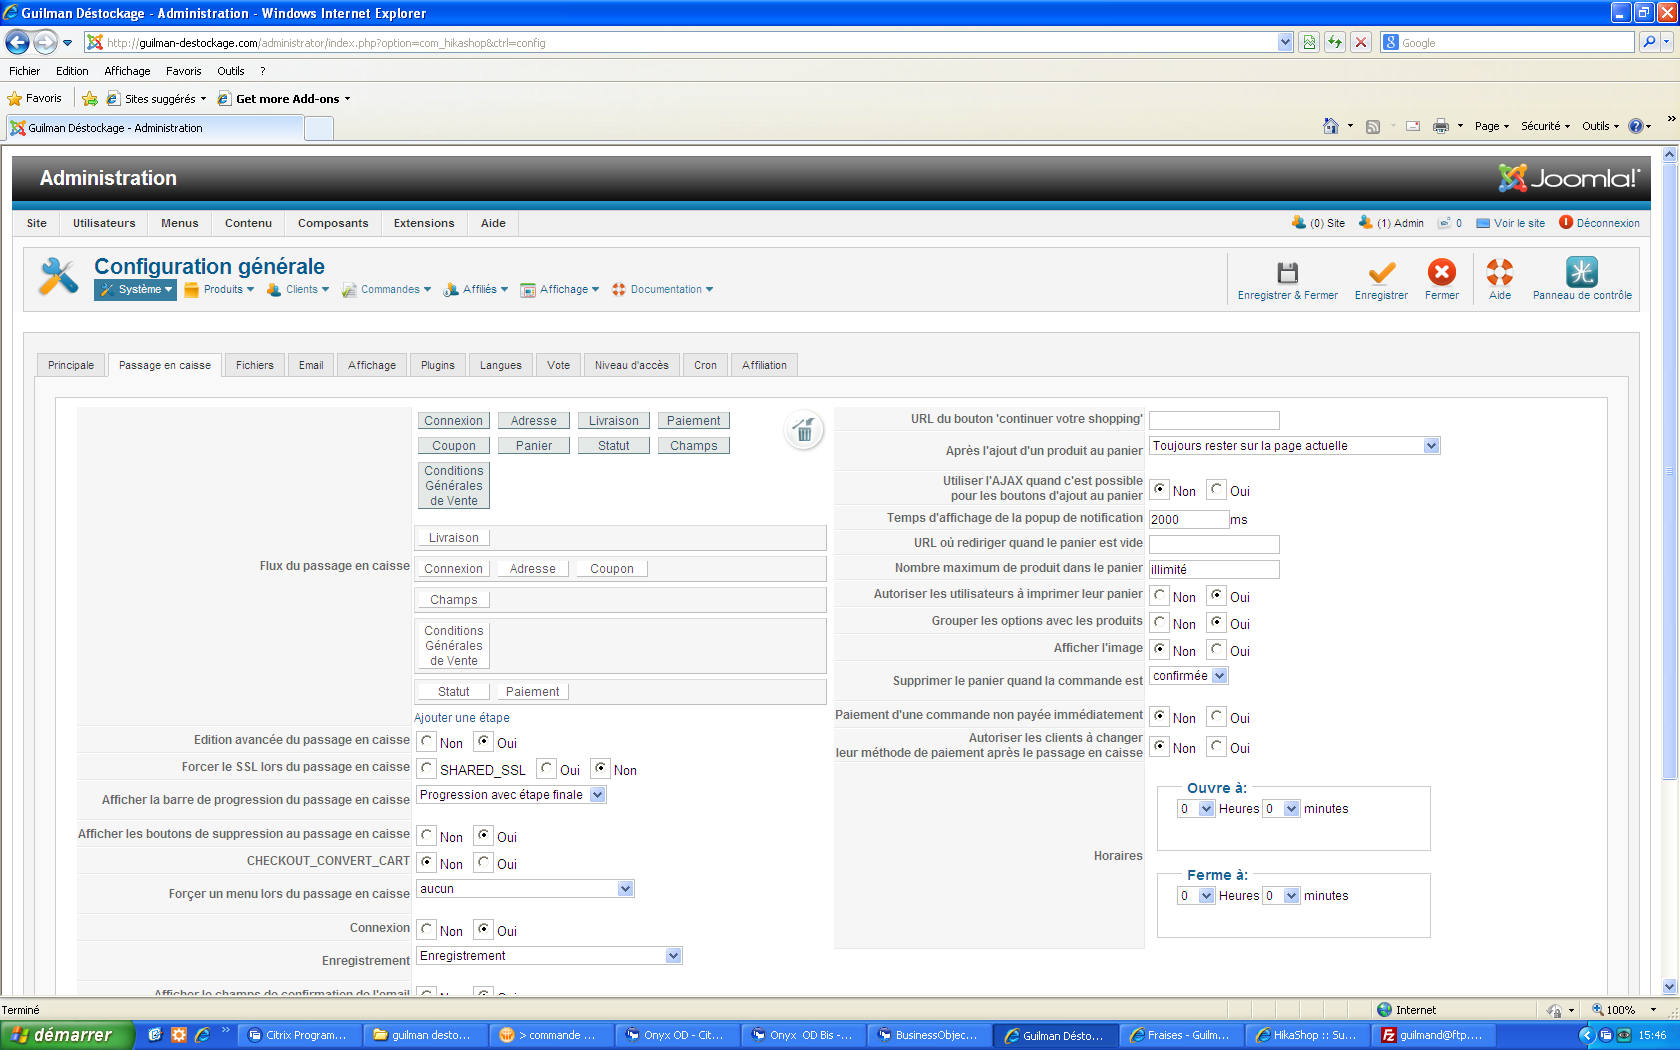 Guilman Déstockage - Administration - Windows Internet Explorer
http://guilman-destockage.com/administrator/index.php?option=com_hikashop&ctrl=config
Google
Fichier Edition Affichage Favoris Outils ?
Favoris Sites suggérés Get more Add-ons
Guilman Déstockage - Administration
Page Sécurité Outils
Administration
Joomla!
Site Utilisateurs Menus Contenu Composants Extensions Aide
(0) Site (1) Admin 0 Voir le site Déconnexion
Configuration générale
Système Produits Clients Commandes Affiliés Affichage Documentation
Enregistrer & Fermer Enregistrer Fermer Aide Panneau de contrôle
Principale Passage en caisse Fichiers Email Affichage Plugins Langues Vote Niveau d'accès Cron Affiliation
Flux du passage en caisse
Connexion Adresse Livraison Paiement
Coupon Panier Statut Champs
Conditions
Générales
de Vente
Livraison
Connexion Adresse Coupon
Champs
Conditions
Générales
de Vente
Statut Paiement
Ajouter une étape
Edition avancée du passage en caisse Non Oui
Forcer le SSL lors du passage en caisse SHARED_SSL Oui Non
Afficher la barre de progression du passage en caisse Progression avec étape finale
Afficher les boutons de suppression au passage en caisse Non Oui
CHECKOUT_CONVERT_CART Non Oui
Forçer un menu lors du passage en caisse aucun
Connexion Non Oui
Enregistrement Enregistrement
Afficher le champs de confirmation de l'email Non Oui
URL du bouton 'continuer votre shopping'
Après l'ajout d'un produit au panier Toujours rester sur la page actuelle
Utiliser l'AJAX quand c'est possible
pour les boutons d'ajout au panier Non Oui
Temps d'affichage de la popup de notification 2000 ms
URL où rediriger quand le panier est vide
Nombre maximum de produit dans le panier illimité
Autoriser les utilisateurs à imprimer leur panier Non Oui
Grouper les options avec les produits Non Oui
Afficher l'image Non Oui
Supprimer le panier quand la commande est confirmée
Paiement d'une commande non payée immédiatement Non Oui
Autoriser les clients à changer
leur méthode de paiement après le passage en caisse Non Oui
Horaires
Ouvre à:
0 Heures 0 minutes
Ferme à:
0 Heures 0 minutes
Terminé Internet 100%
démarrer Citrix Program... guilman desto... > commande ... Onyx OD - Cit... Onyx OD Bis -... BusinessObjec... Guilman Désto... Fraises - Guilm... HikaShop :: Su... guilmand@ftp.... 15:46